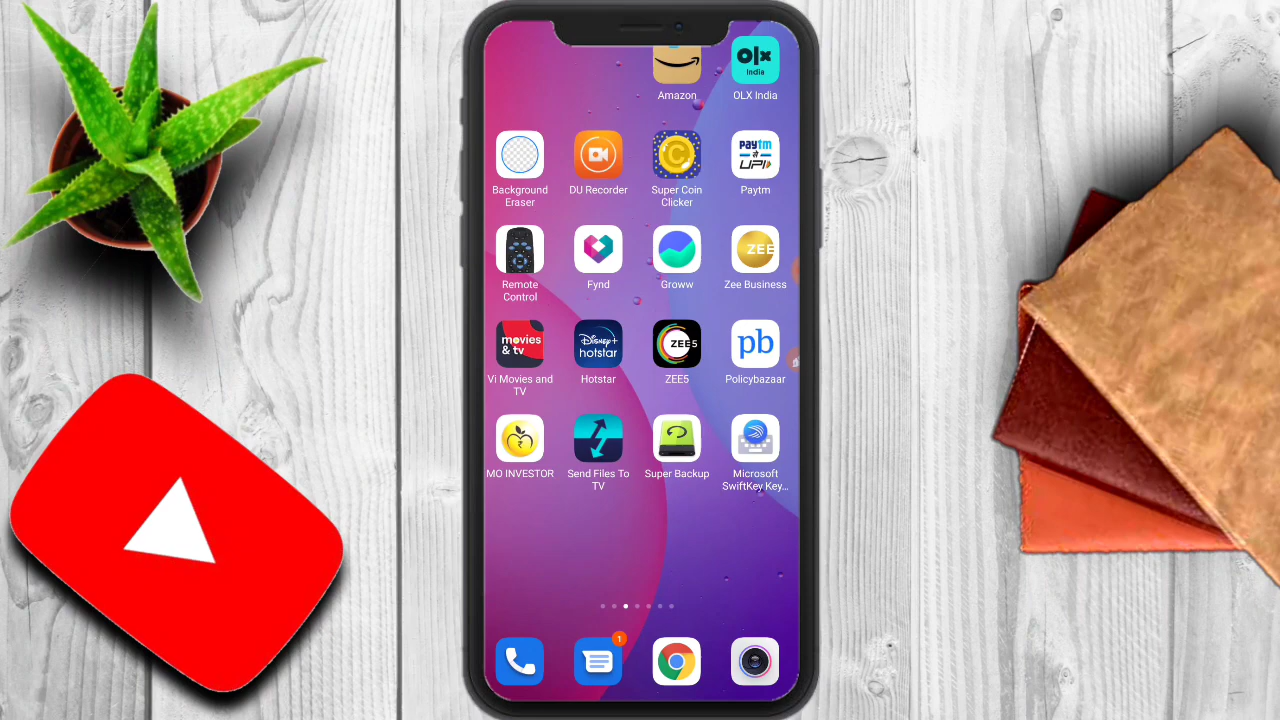 olx
India
Amazon
OLX India
paytm
UPI
Background
Eraser
DU Recorder
Super Coin
Clicker
Paytm
C
ZEE
Remote
Control
Fynd
Groww
Zee Business
movies
& tv
Disney+
hotstar
ZEE5
pb
Vi Movies and
TV
Hotstar
ZEE5
Policybazaar
MO INVESTOR
Send Files To
TV
Super Backup
Microsoft
SwiftKey Key...
1